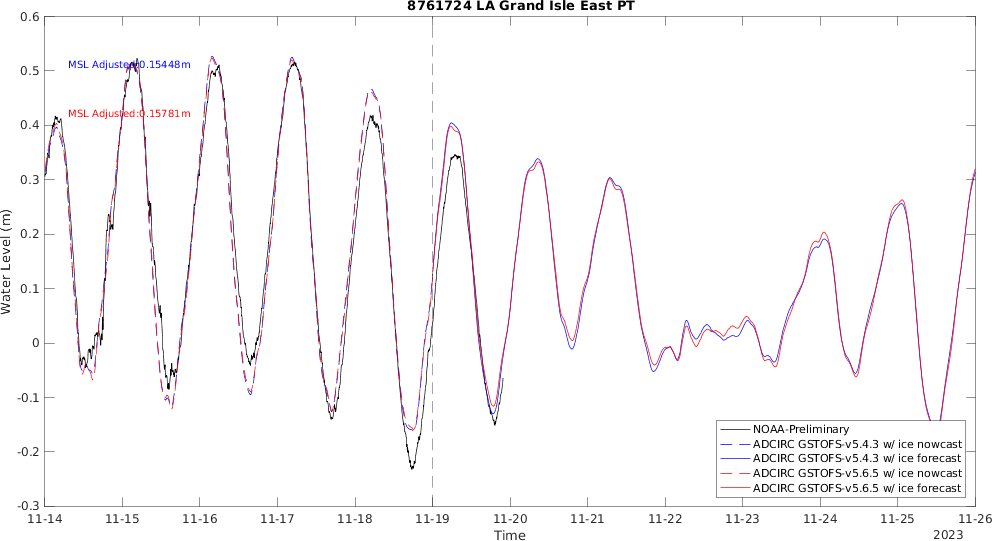 8761724 LA Grand Isle East PT
0.6
0.5
0.4
0.3
0.2
0.1
0
-0.1
-0.2
-0.3
Water Level (m)
MSL Adjusted:0.15448m
MSL Adjusted:0.15781m
NOAA-Preliminary
ADCIRC GSTOFS-v5.4.3 w/ ice nowcast
ADCIRC GSTOFS-v5.4.3 w/ ice forecast
ADCIRC GSTOFS-v5.6.5 w/ ice nowcast
ADCIRC GSTOFS-v5.6.5 w/ ice forecast
11-14 11-15 11-16 11-17 11-18 11-19 11-20 11-21 11-22 11-23 11-24 11-25 11-26
Time
2023